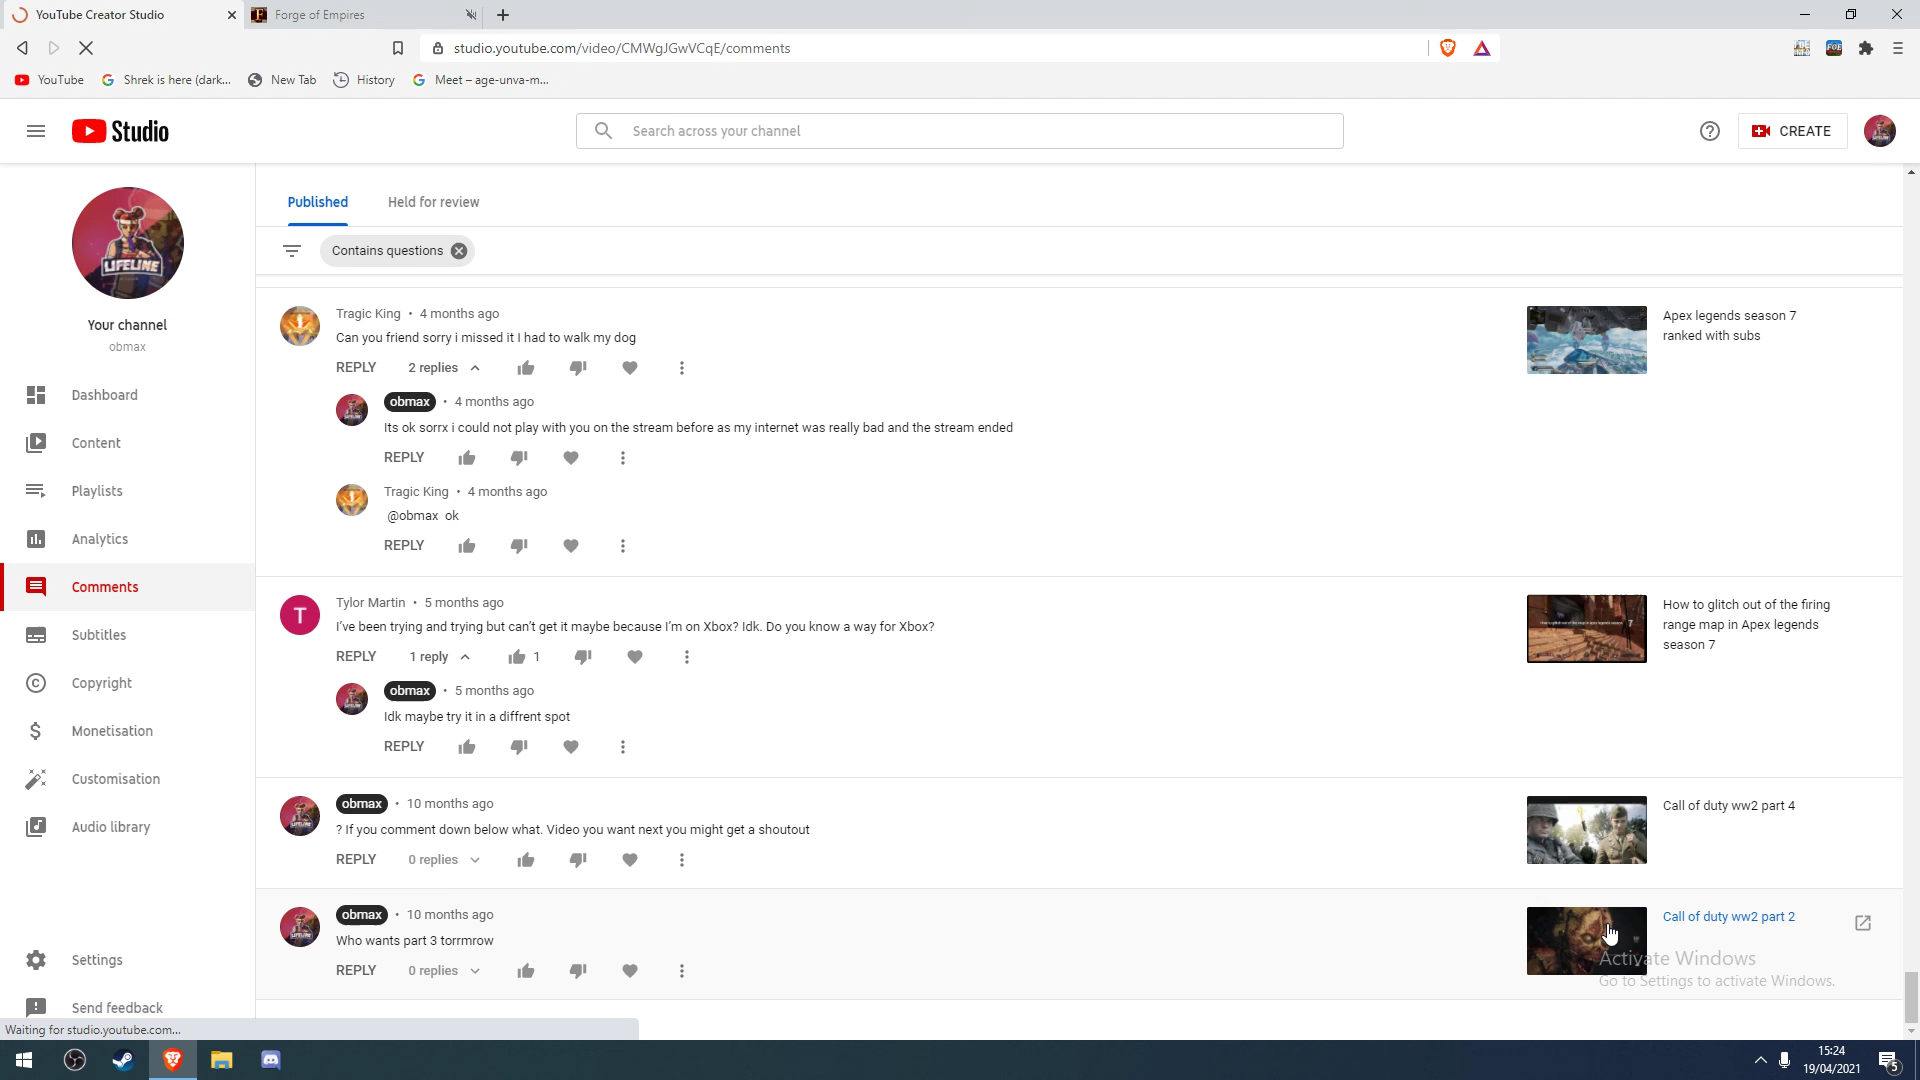 YouTube Creator Studio
Forge of Empires
studio.youtube.com/video/CMWgJGwVCqE/comments
YouTube
Shrek is here (dark...
New Tab
History
Meet – age-unva-m...
Studio
Search across your channel
CREATE
Published
Held for review
Contains questions
LIFELINE
Your channel
obmax
Dashboard
Content
Playlists
Analytics
Comments
Subtitles
Copyright
Monetisation
Customisation
Audio library
Settings
Send feedback
Tragic King • 4 months ago
Can you friend sorry i missed it I had to walk my dog
REPLY 2 replies
Apex legends season 7
ranked with subs
obmax • 4 months ago
Its ok sorrx i could not play with you on the stream before as my internet was really bad and the stream ended
REPLY
Tragic King • 4 months ago
@obmax ok
REPLY
T
Tylor Martin • 5 months ago
I've been trying and trying but can't get it maybe because I'm on Xbox? Idk. Do you know a way for Xbox?
REPLY 1 reply 1
How to glitch out of the firing
range map in Apex legends
season 7
obmax • 5 months ago
Idk maybe try it in a diffrent spot
REPLY
obmax • 10 months ago
? If you comment down below what. Video you want next you might get a shoutout
REPLY 0 replies
Call of duty ww2 part 4
obmax • 10 months ago
Who wants part 3 torrmrow
REPLY 0 replies
Call of duty ww2 part 2
Activate Windows
Go to Settings to activate Windows.
Waiting for studio.youtube.com...
15:24
19/04/2021
5